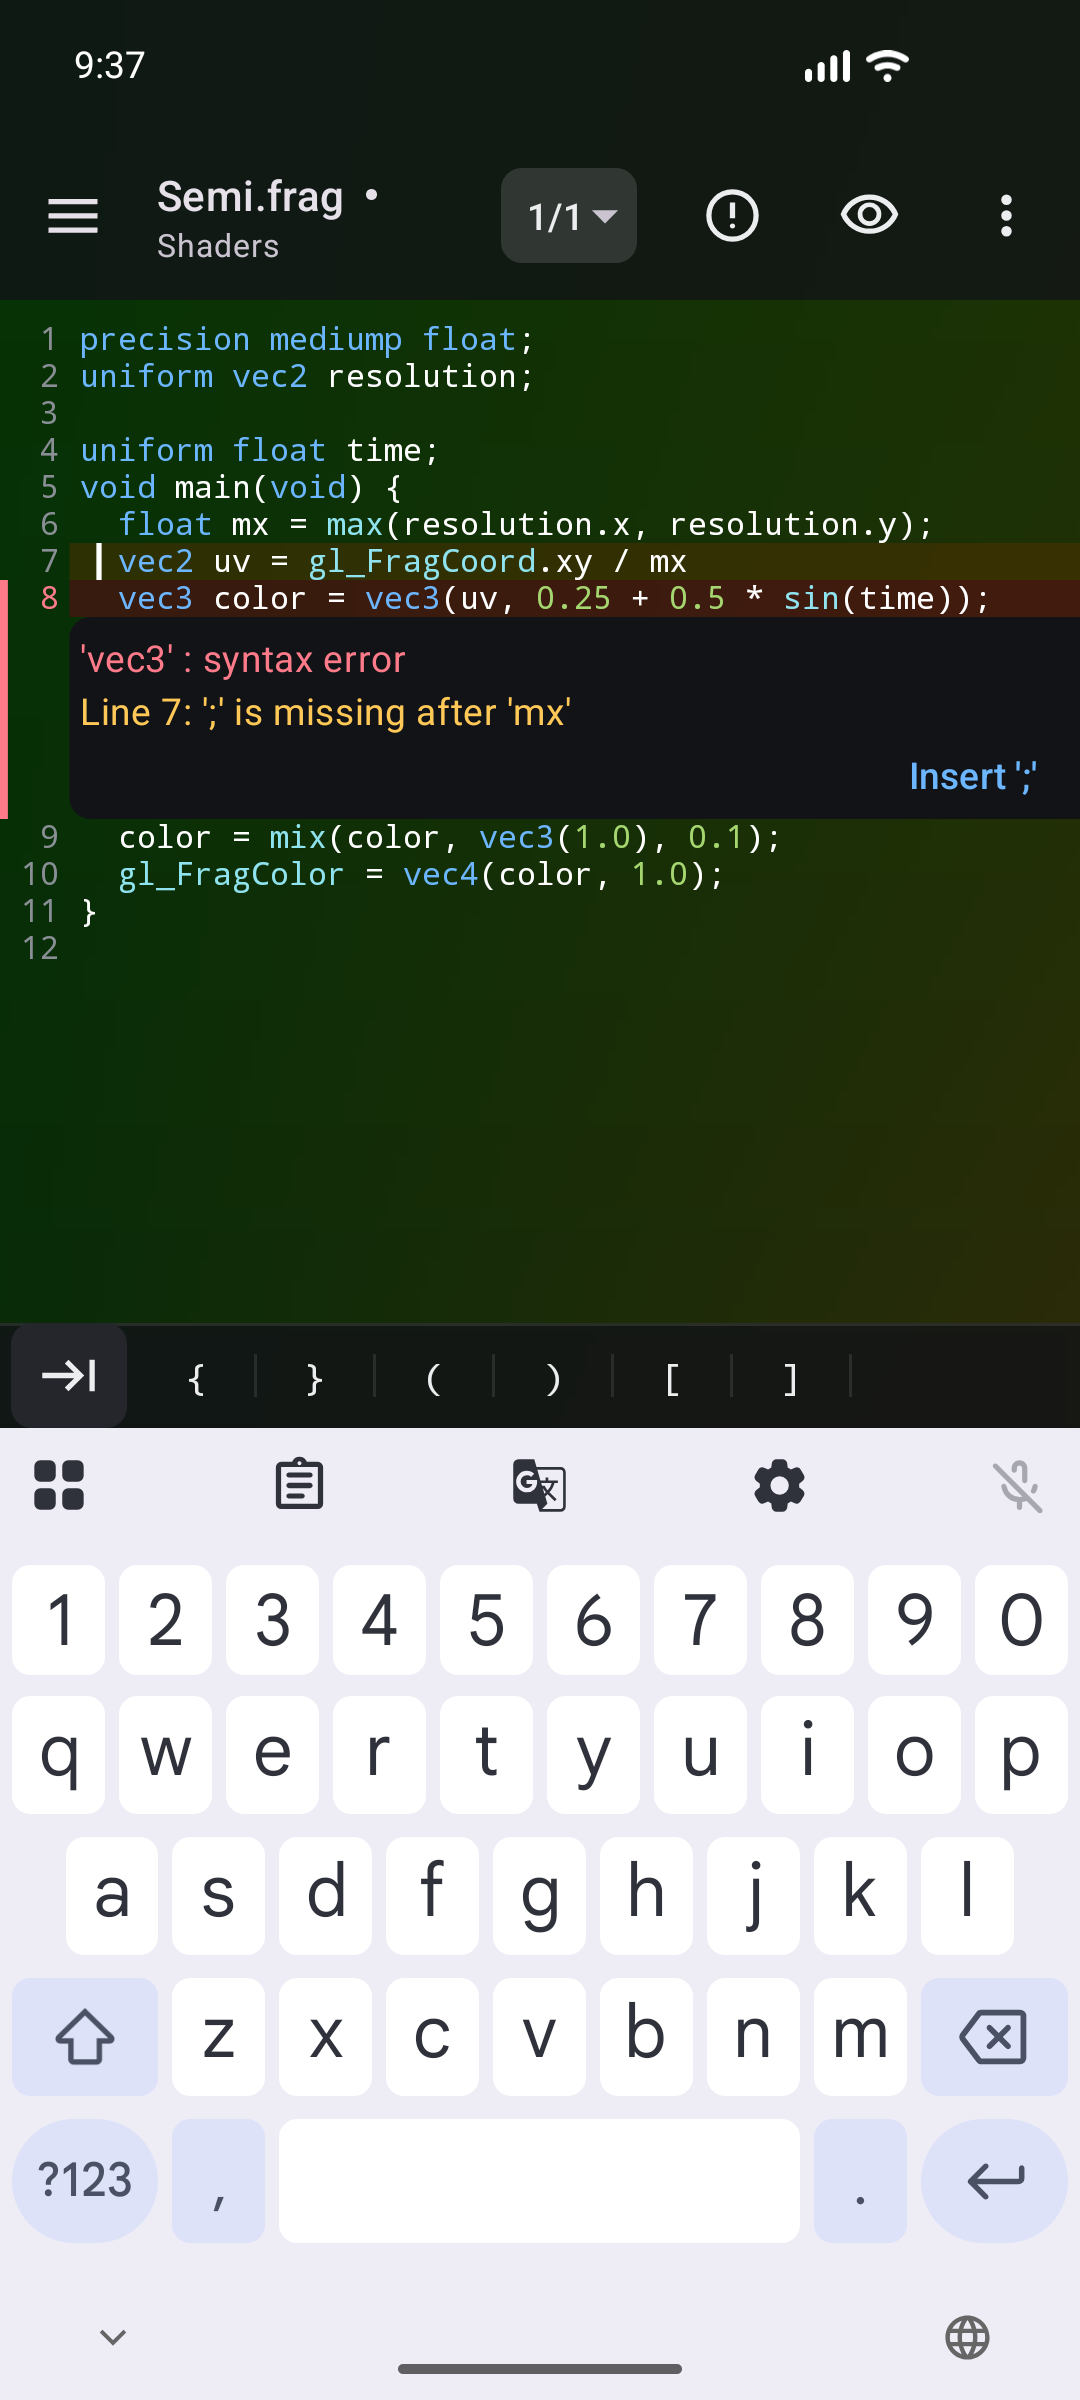 9:37
Semi.frag •
Shaders
1/1
1 precision mediump float;
2 uniform vec2 resolution;
3
4 uniform float time;
5 void main(void) {
6   float mx = max(resolution.x, resolution.y);
7   vec2 uv = gl_FragCoord.xy / mx
8   vec3 color = vec3(uv, 0.25 + 0.5 * sin(time));
'vec3' : syntax error
Line 7: ';' is missing after 'mx'
Insert ';'
9   color = mix(color, vec3(1.0), 0.1);
10   gl_FragColor = vec4(color, 1.0);
11 }
12
{ } ( ) [ ]
G 文
1 2 3 4 5 6 7 8 9 0
q w e r t y u i o p
a s d f g h j k l
z x c v b n m
?123 , .